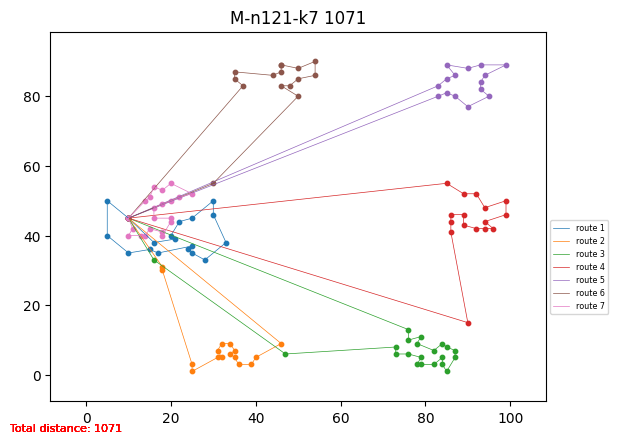 M-n121-k7 1071
80
60
40
20
0
0
20
40
60
80
100
route 1
route 2
route 3
route 4
route 5
route 6
route 7
Total distance: 1071